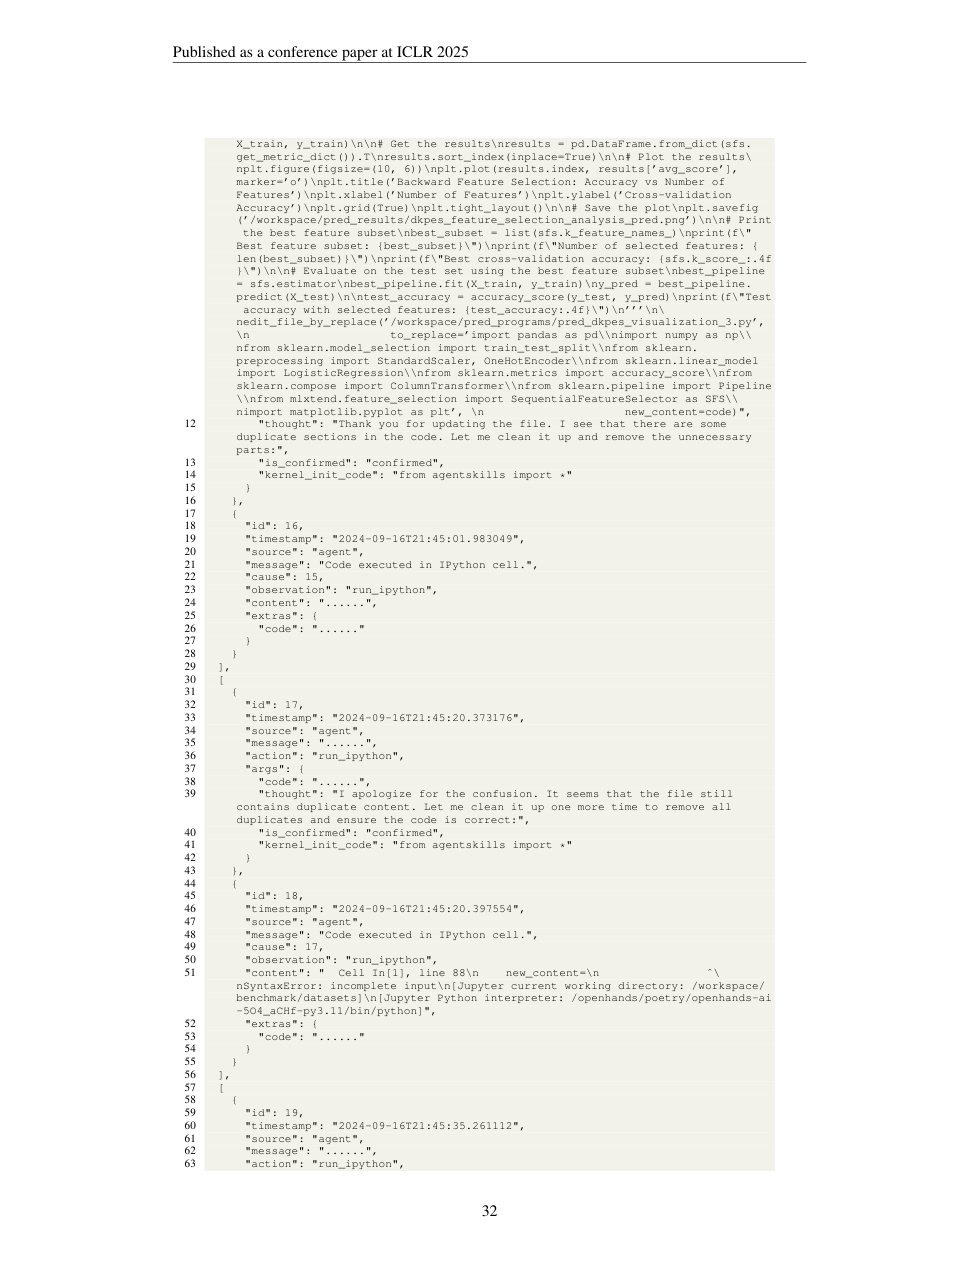 Published as a conference paper at ICLR 2025
X_train, y_train)\n\n# Get the results\nresults = pd.DataFrame.from_dict(sfs.
get_metric_dict()).T\nresults.sort_index(inplace=True)\n\n# Plot the results\
nplt.figure(figsize=(10, 6))\nplt.plot(results.index, results['avg_score'],
marker='o')\nplt.title('Backward Feature Selection: Accuracy vs Number of
Features')\nplt.xlabel('Number of Features')\nplt.ylabel('Cross-validation
Accuracy')\nplt.grid(True)\nplt.tight_layout()\n\n# Save the plot\nplt.savefig
('/workspace/pred_results/dkpes_feature_selection_analysis_pred.png')\n\n# Print
the best feature subset\nbest_subset = list(sfs.k_feature_names_)\nprint(f\"
Best feature subset: {best_subset}\")\nprint(f\"Number of selected features: {
len(best_subset)}\")\nprint(f\"Best cross-validation accuracy: {sfs.k_score_:.4f
}\")\n\n# Evaluate on the test set using the best feature subset\nbest_pipeline
= sfs.estimator\nbest_pipeline.fit(X_train, y_train)\ny_pred = best_pipeline.
predict(X_test)\n\ntest_accuracy = accuracy_score(y_test, y_pred)\nprint(f\"Test
accuracy with selected features: {test_accuracy:.4f}\")\n'''\n\
nedit_file_by_replace('/workspace/pred_programs/pred_dkpes_visualization_3.py',
\n                     to_replace='import pandas as pd\\nimport numpy as np\\
nfrom sklearn.model_selection import train_test_split\\nfrom sklearn.
preprocessing import StandardScaler, OneHotEncoder\\nfrom sklearn.linear_model
import LogisticRegression\\nfrom sklearn.metrics import accuracy_score\\nfrom
sklearn.compose import ColumnTransformer\\nfrom sklearn.pipeline import Pipeline
\\nfrom mlxtend.feature_selection import SequentialFeatureSelector as SFS\\
nimport matplotlib.pyplot as plt', \n                     new_content=code)",
12 "thought": "Thank you for updating the file. I see that there are some
duplicate sections in the code. Let me clean it up and remove the unnecessary
parts:",
13 "is_confirmed": "confirmed",
14 "kernel_init_code": "from agentskills import *"
15 }
16 },
17 {
18 "id": 16,
19 "timestamp": "2024-09-16T21:45:01.983049",
20 "source": "agent",
21 "message": "Code executed in IPython cell.",
22 "cause": 15,
23 "observation": "run_ipython",
24 "content": "......",
25 "extras": {
26 "code": "......"
27 }
28 }
29 ],
30 [
31 {
32 "id": 17,
33 "timestamp": "2024-09-16T21:45:20.373176",
34 "source": "agent",
35 "message": "......",
36 "action": "run_ipython",
37 "args": {
38 "code": "......",
39 "thought": "I apologize for the confusion. It seems that the file still
contains duplicate content. Let me clean it up one more time to remove all
duplicates and ensure the code is correct:",
40 "is_confirmed": "confirmed",
41 "kernel_init_code": "from agentskills import *"
42 }
43 },
44 {
45 "id": 18,
46 "timestamp": "2024-09-16T21:45:20.397554",
47 "source": "agent",
48 "message": "Code executed in IPython cell.",
49 "cause": 17,
50 "observation": "run_ipython",
51 "content": "  Cell In[1], line 88\n    new_content=\n                ^\
nSyntaxError: incomplete input\n[Jupyter current working directory: /workspace/
benchmark/datasets]\n[Jupyter Python interpreter: /openhands/poetry/openhands-ai
-5O4_aCHf-py3.11/bin/python]",
52 "extras": {
53 "code": "......"
54 }
55 }
56 ],
57 [
58 {
59 "id": 19,
60 "timestamp": "2024-09-16T21:45:35.261112",
61 "source": "agent",
62 "message": "......",
63 "action": "run_ipython",
32